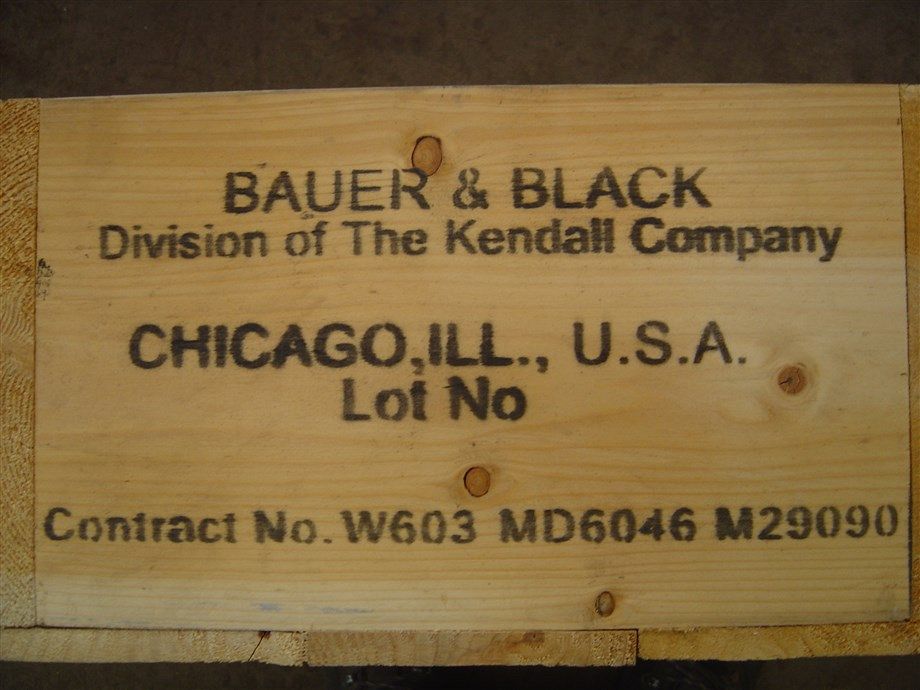 BAUER & BLACK
Division of The Kendall Company
CHICAGO,ILL., U.S.A.
Lot No
Contract No. W603 MD6046 M29090